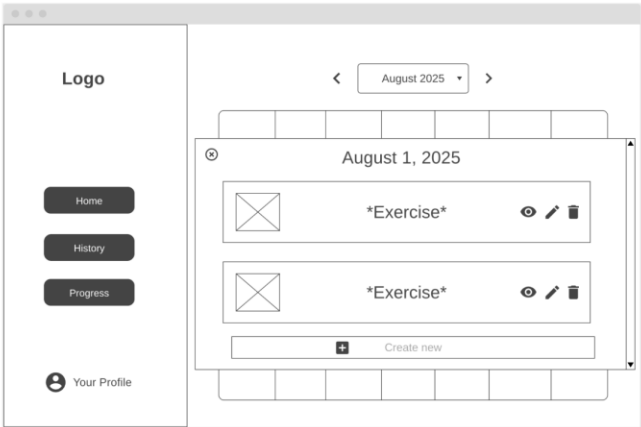 Logo
Home
History
Progress
Your Profile
August 2025
August 1, 2025
*Exercise*
*Exercise*
Create new